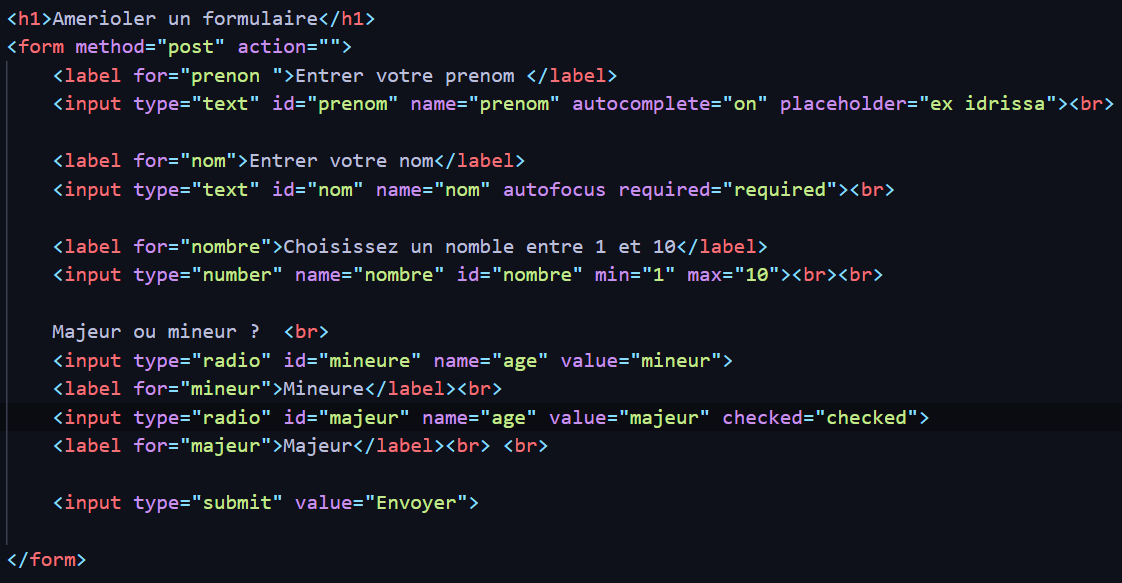 <h1>Amerioler un formulaire</h1>
<form method="post" action="">
<label for="prenon ">Entrer votre prenom </label>
<input type="text" id="prenom" name="prenom" autocomplete="on" placeholder="ex idrissa"><br>
<label for="nom">Entrer votre nom</label>
<input type="text" id="nom" name="nom" autofocus required="required"><br>
<label for="nombre">Choisissez un nomble entre 1 et 10</label>
<input type="number" name="nombre" id="nombre" min="1" max="10"><br><br>
Majeur ou mineur ?  <br>
<input type="radio" id="mineure" name="age" value="mineur">
<label for="mineur">Mineure</label><br>
<input type="radio" id="majeur" name="age" value="majeur" checked="checked">
<label for="majeur">Majeur</label><br> <br>
<input type="submit" value="Envoyer">
</form>